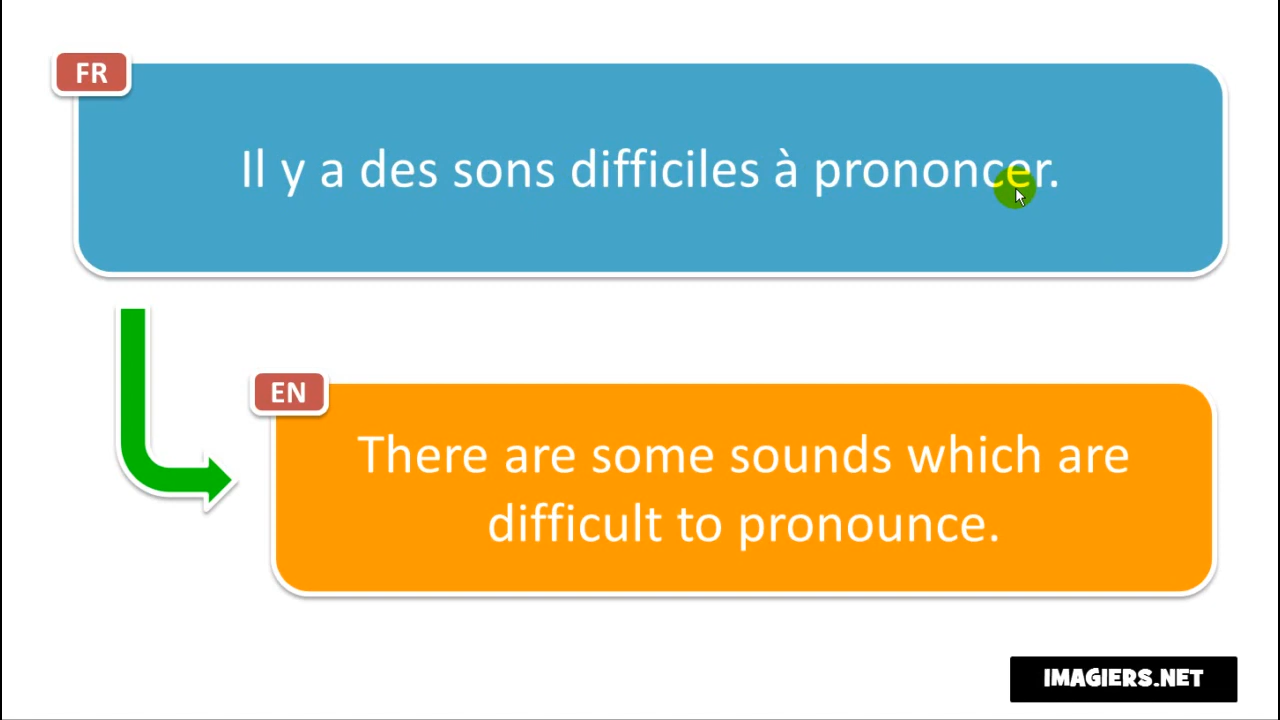 FR
Il y a des sons difficiles à prononcer.
EN
There are some sounds which are
difficult to pronounce.
IMAGIERS.NET